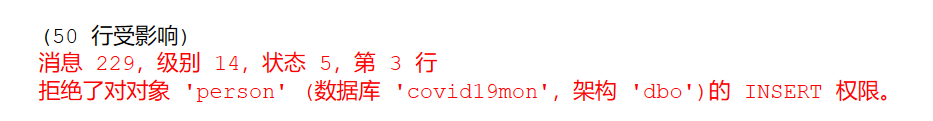 (50 行受影响)
消息 229，级别 14，状态 5，第 3 行
拒绝了对对象 'person' (数据库 'covid19mon'，架构 'dbo')的 INSERT 权限。